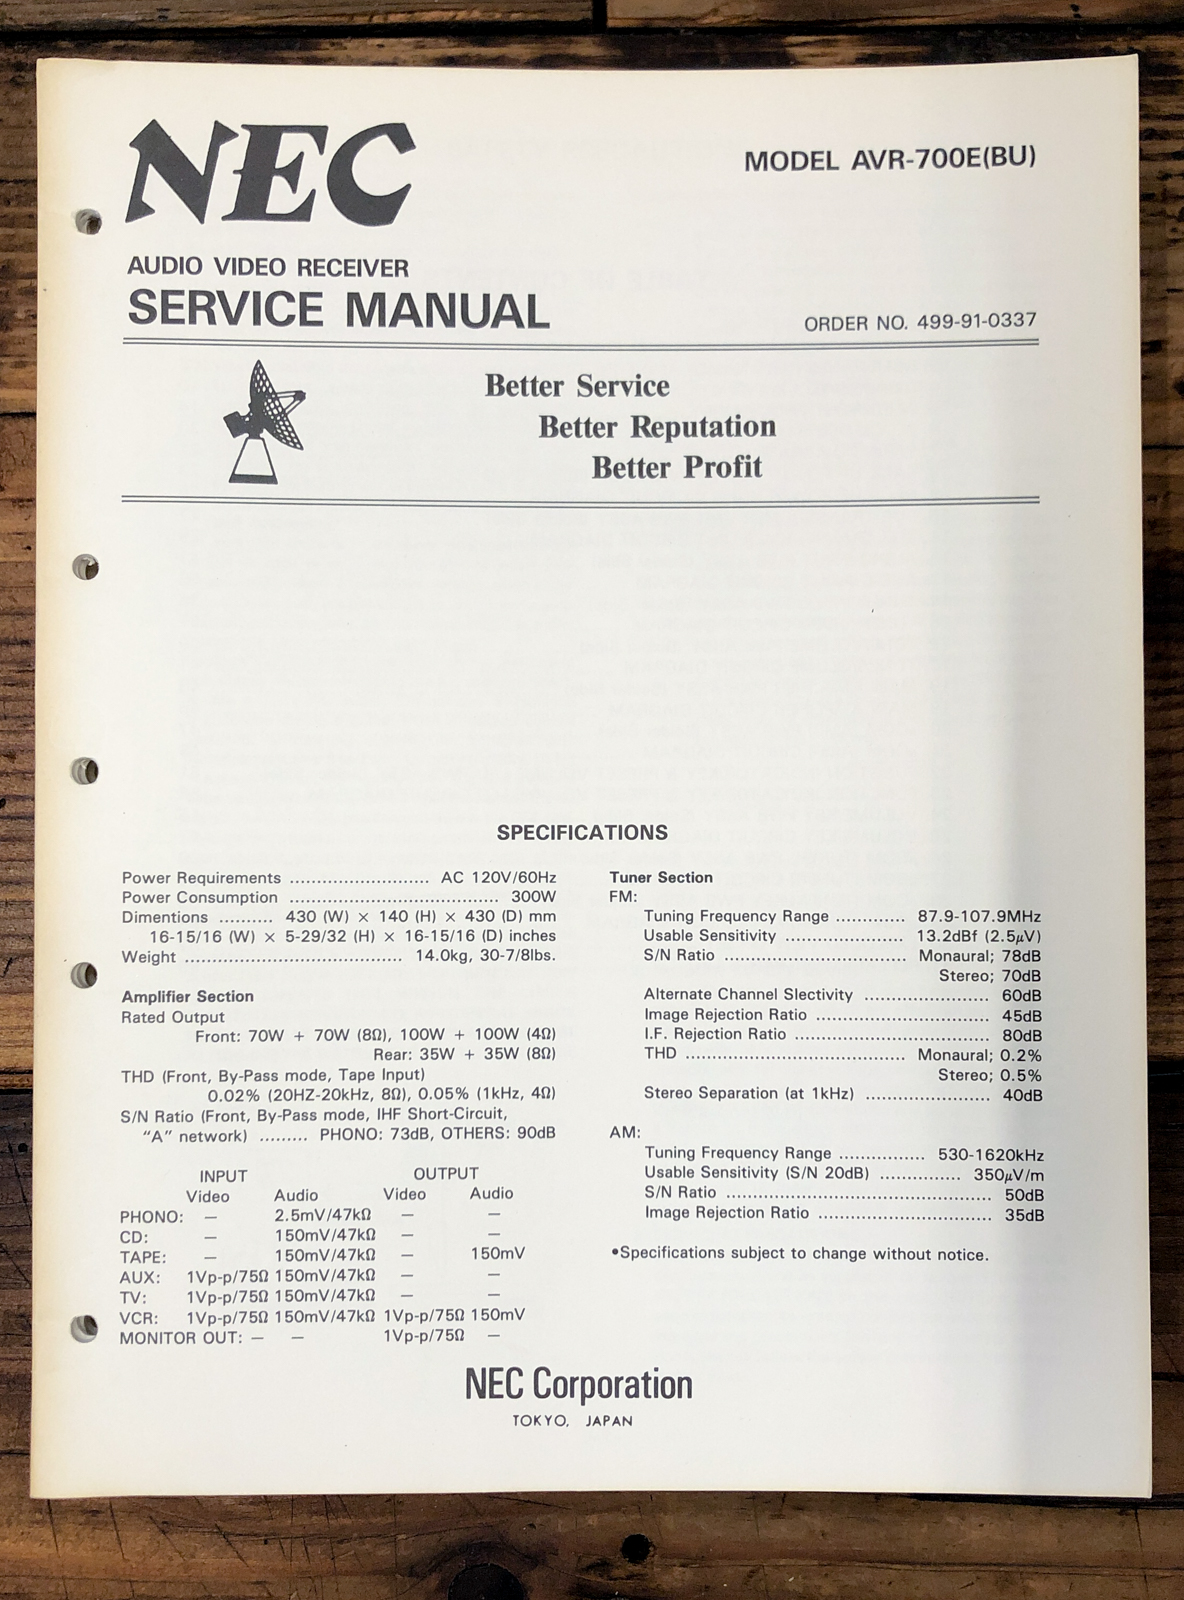 NEC
MODEL AVR-700E(BU)
AUDIO VIDEO RECEIVER
SERVICE MANUAL
ORDER NO. 499-91-0337
Better Service
Better Reputation
Better Profit
SPECIFICATIONS
Power Requirements .......................... AC 120V/60Hz
Power Consumption ....................................... 300W
Dimentions .......... 430 (W) × 140 (H) × 430 (D) mm
16-15/16 (W) × 5-29/32 (H) × 16-15/16 (D) inches
Weight ........................................ 14.0kg, 30-7/8lbs.
Amplifier Section
Rated Output
Front: 70W + 70W (8Ω), 100W + 100W (4Ω)
Rear: 35W + 35W (8Ω)
THD (Front, By-Pass mode, Tape Input)
0.02% (20HZ-20kHz, 8Ω), 0.05% (1kHz, 4Ω)
S/N Ratio (Front, By-Pass mode, IHF Short-Circuit,
“A” network) ......... PHONO: 73dB, OTHERS: 90dB
INPUT OUTPUT
Video Audio Video Audio
PHONO: — 2.5mV/47kΩ — —
CD: — 150mV/47kΩ — —
TAPE: — 150mV/47kΩ — 150mV
AUX: 1Vp-p/75Ω 150mV/47kΩ — —
TV: 1Vp-p/75Ω 150mV/47kΩ — —
VCR: 1Vp-p/75Ω 150mV/47kΩ 1Vp-p/75Ω 150mV
MONITOR OUT: — — 1Vp-p/75Ω —
Tuner Section
FM:
Tuning Frequency Range ............. 87.9-107.9MHz
Usable Sensitivity ...................... 13.2dBf (2.5μV)
S/N Ratio .................................. Monaural; 78dB
Stereo; 70dB
Alternate Channel Slectivity ....................... 60dB
Image Rejection Ratio ................................ 45dB
I.F. Rejection Ratio .................................... 80dB
THD ......................................... Monaural; 0.2%
Stereo; 0.5%
Stereo Separation (at 1kHz) ....................... 40dB
AM:
Tuning Frequency Range ................ 530-1620kHz
Usable Sensitivity (S/N 20dB) ............... 350μV/m
S/N Ratio ................................................. 50dB
Image Rejection Ratio ................................ 35dB
•Specifications subject to change without notice.
NEC Corporation
TOKYO, JAPAN